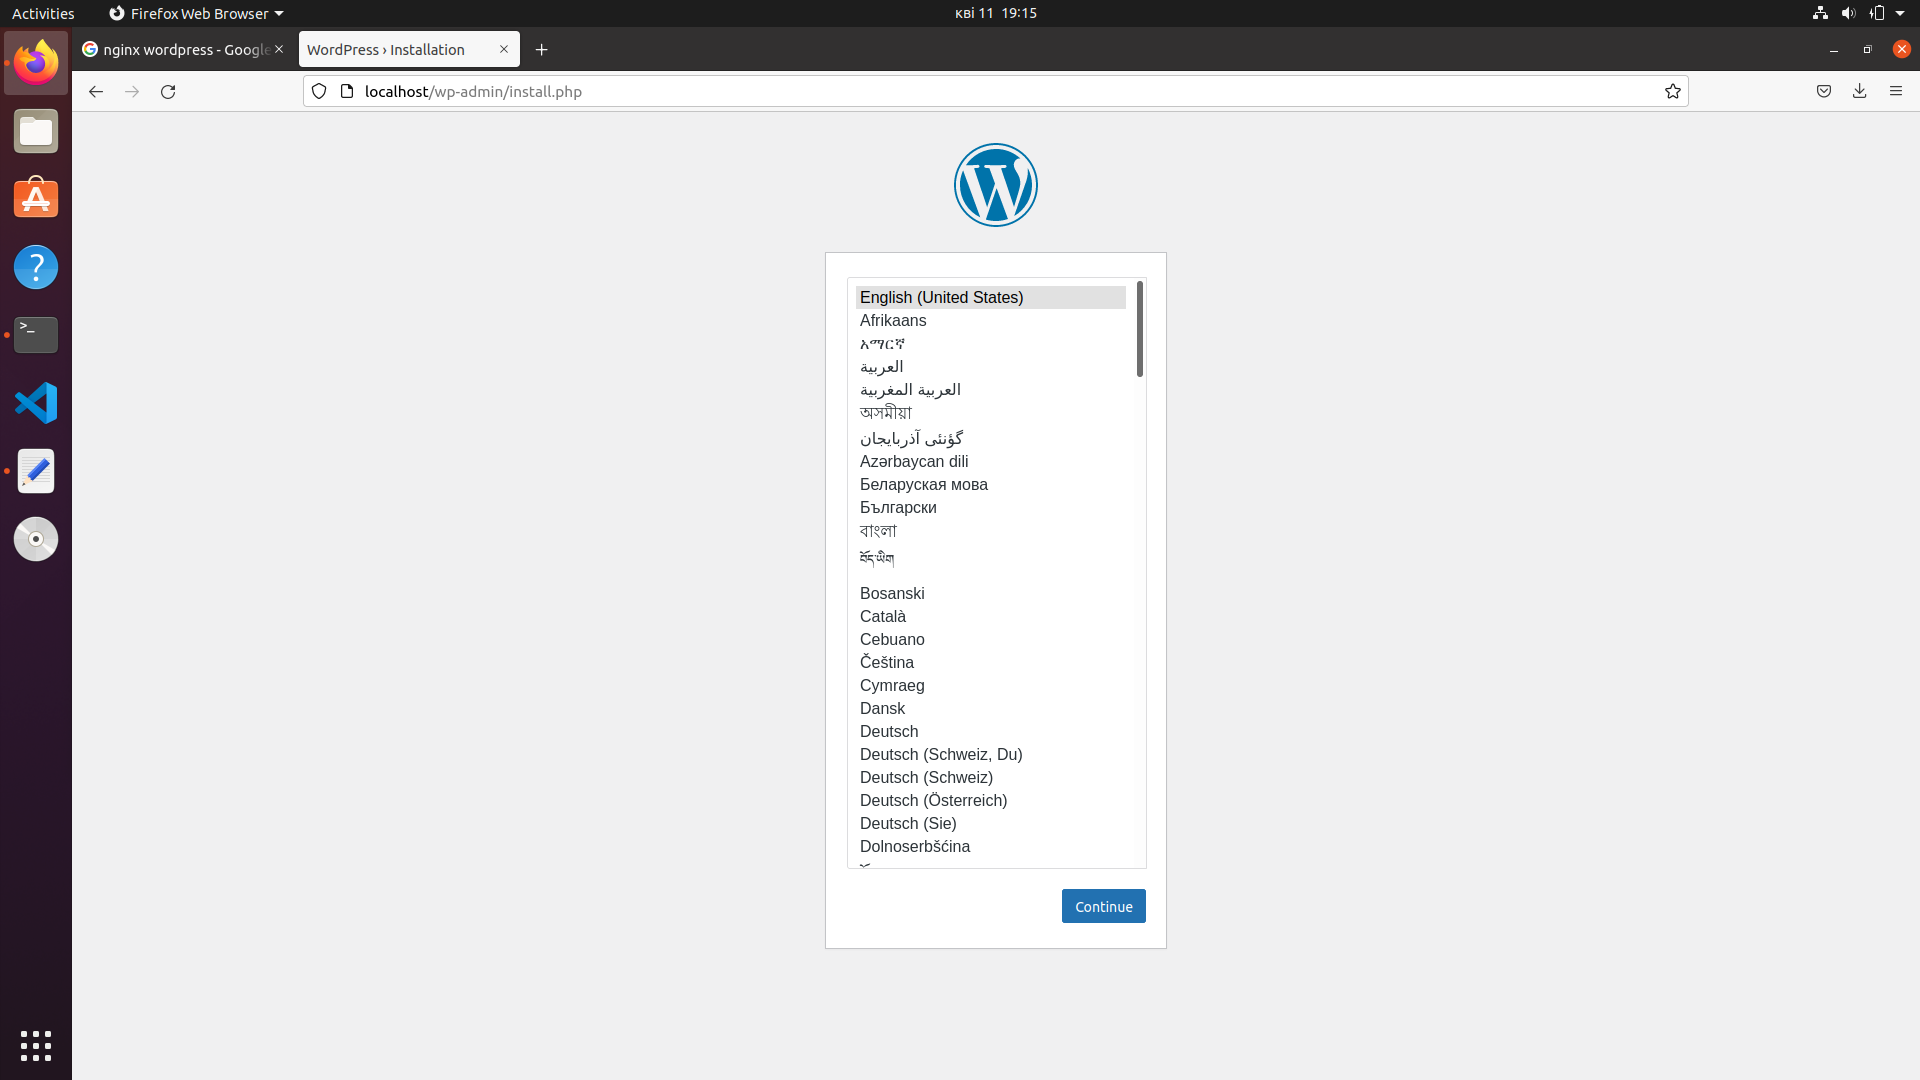 Activities
Firefox Web Browser
кві 11 19:15
nginx wordpress - Google
WordPress › Installation
localhost/wp-admin/install.php
English (United States)
Afrikaans
አማርኛ
العربية
العربية المغربية
অসমীয়া
گؤنئی آذربایجان
Azərbaycan dili
Беларуская мова
Български
বাংলা
བོད་ཡིག
Bosanski
Català
Cebuano
Čeština
Cymraeg
Dansk
Deutsch
Deutsch (Schweiz, Du)
Deutsch (Schweiz)
Deutsch (Österreich)
Deutsch (Sie)
Dolnoserbšćina
Continue